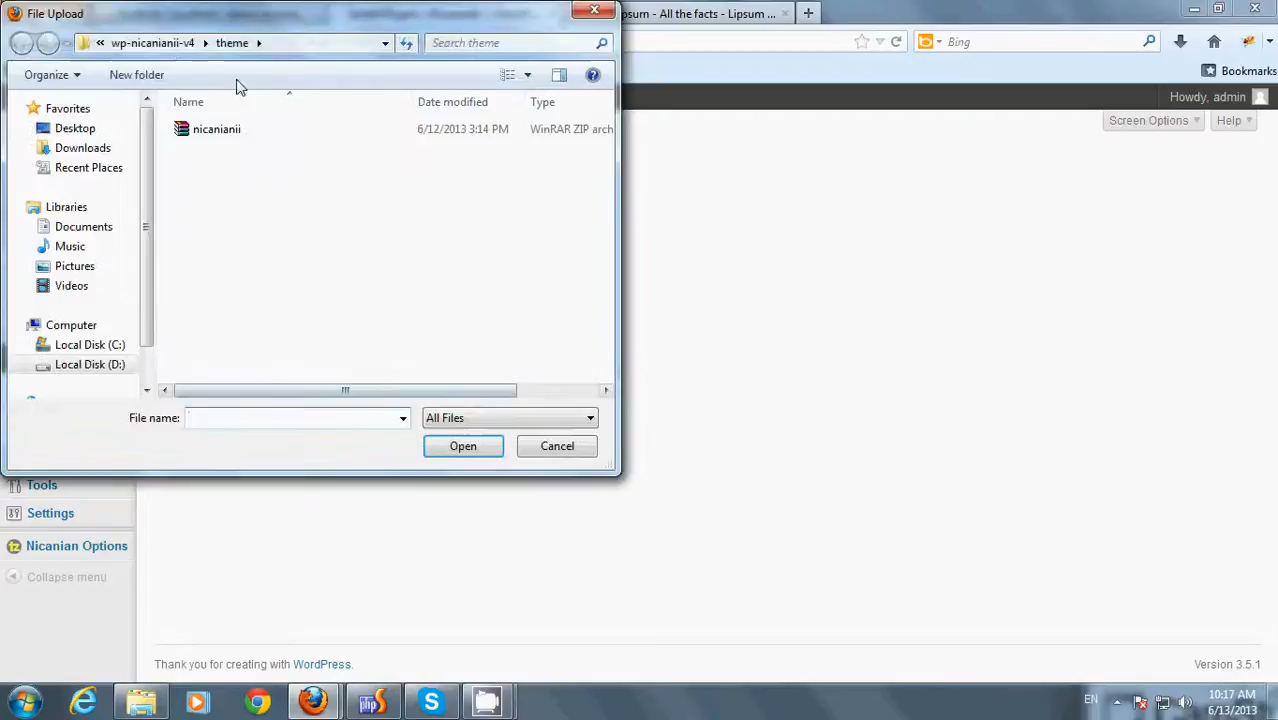 File Upload
psum - All the facts - Lipsum ...
wp-nicanianii-v4
theme
Search theme
Bing
Organize
New folder
Bookmarks
Howdy, admin
Name
Date modified
Type
Screen Options
Help
Favorites
Desktop
Downloads
Recent Places
nicanianii
6/12/2013 3:14 PM
WinRAR ZIP arch
Libraries
Documents
Music
Pictures
Videos
Computer
Local Disk (C:)
Local Disk (D:)
File name:
All Files
Open
Cancel
Tools
Settings
Nicanian Options
Collapse menu
Thank you for creating with WordPress.
Version 3.5.1
EN
10:17 AM
6/13/2013